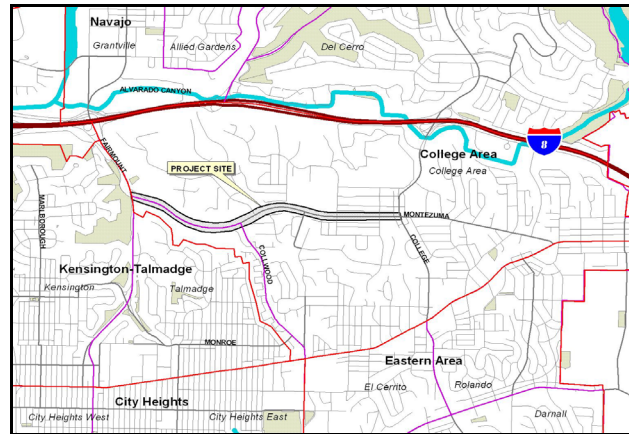 Navajo
Grantville
Allied Gardens
Del Cerro
ALVARADO CANYON
FAIRMOUNT
8
College Area
College Area
PROJECT SITE
MARLBOROUGH
MONTEZUMA
COLLEGE
COLLWOOD
Kensington-Talmadge
Kensington
Talmadge
MONROE
Eastern Area
El Cerrito
Rolando
City Heights
City Heights West
City Heights East
Darnall